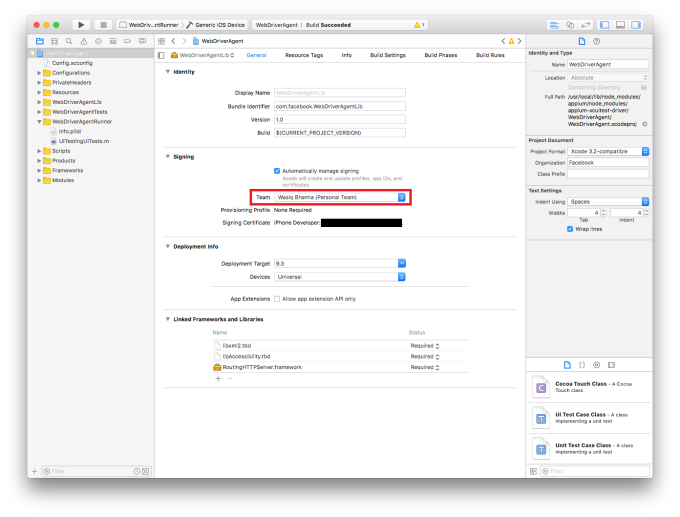 WebDriv...ntRunner
Generic iOS Device
WebDriverAgent | Build Succeeded
1
WebDriverAgent
WebDriverAgent
Config.xcconfig
Configurations
PrivateHeaders
Resources
WebDriverAgentLib
WebDriverAgentTests
WebDriverAgentRunner
Info.plist
UITestingUITests.m
Scripts
Products
Frameworks
Modules
Filter
WebDriverAgentLib
General
Resource Tags
Info
Build Settings
Build Phases
Build Rules
Identity
Display Name WebDriverAgentLib
Bundle Identifier com.facebook.WebDriverAgentLib
Version 1.0
Build $(CURRENT_PROJECT_VERSION)
Signing
Automatically manage signing
Xcode will create and update profiles, app IDs, and
certificates.
Team Wasiq Bhamla (Personal Team)
Provisioning Profile None Required
Signing Certificate iPhone Developer:
Deployment Info
Deployment Target 9.3
Devices Universal
App Extensions Allow app extension API only
Linked Frameworks and Libraries
Name Status
libxml2.tbd Required
libAccessibility.tbd Required
RoutingHTTPServer.framework Required
Identity and Type
Name WebDriverAgent
Location Absolute
Containing directory
Full Path /usr/local/lib/node_modules/
appium/node_modules/
appium-xcuitest-driver/
WebDriverAgent/
WebDriverAgent.xcodeproj
Project Document
Project Format Xcode 3.2-compatible
Organization Facebook
Class Prefix
Text Settings
Indent Using Spaces
Widths 4 4
Tab Indent
Wrap lines
C
Cocoa Touch Class - A Cocoa
Touch class
T
UI Test Case Class - A class
implementing a unit test
T
Unit Test Case Class - A class
implementing a unit test
Filter